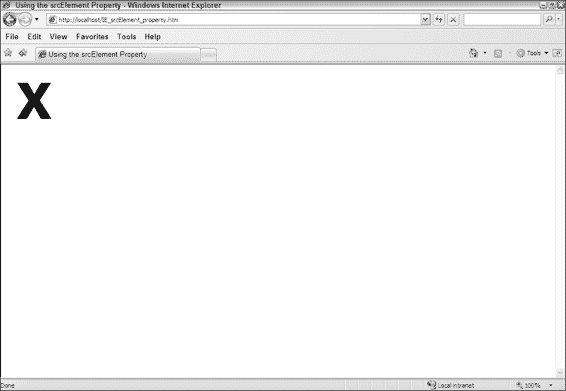 Using the srcElement Property - Windows Internet Explorer
http://localhost/IE_srcElement_property.htm
File Edit View Favorites Tools Help
Using the srcElement Property
Tools
X
Done
Local intranet
100%